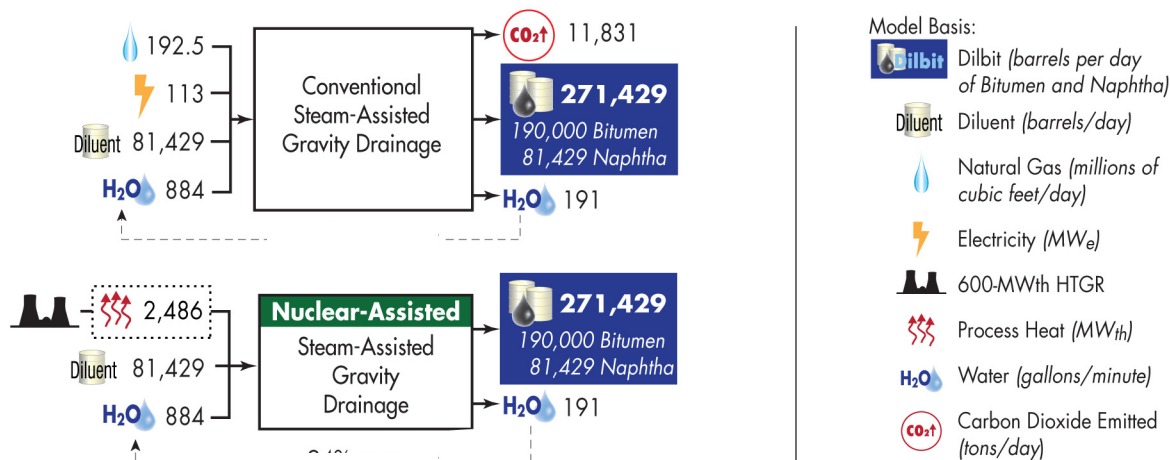 192.5
113
Diluent 81,429
H₂O 884
Conventional
Steam-Assisted
Gravity Drainage
CO₂↑ 11,831
271,429
190,000 Bitumen
81,429 Naphtha
H₂O 191
2,486
Diluent 81,429
H₂O 884
Nuclear-Assisted
Steam-Assisted
Gravity
Drainage
271,429
190,000 Bitumen
81,429 Naphtha
H₂O 191
Model Basis:
Dilbit Dilbit (barrels per day
of Bitumen and Naphtha)
Diluent Diluent (barrels/day)
Natural Gas (millions of
cubic feet/day)
Electricity (MWe)
600-MWth HTGR
Process Heat (MWth)
H₂O Water (gallons/minute)
CO₂↑ Carbon Dioxide Emitted
(tons/day)